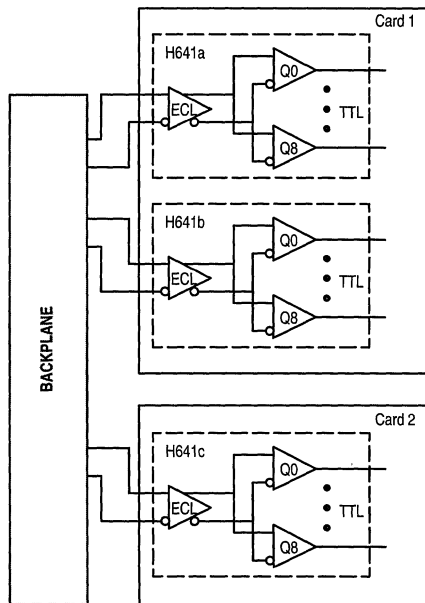 Card 1
H641a
ECL
Q0
TTL
Q8
H641b
ECL
Q0
TTL
Q8
BACKPLANE
Card 2
H641c
ECL
Q0
TTL
Q8